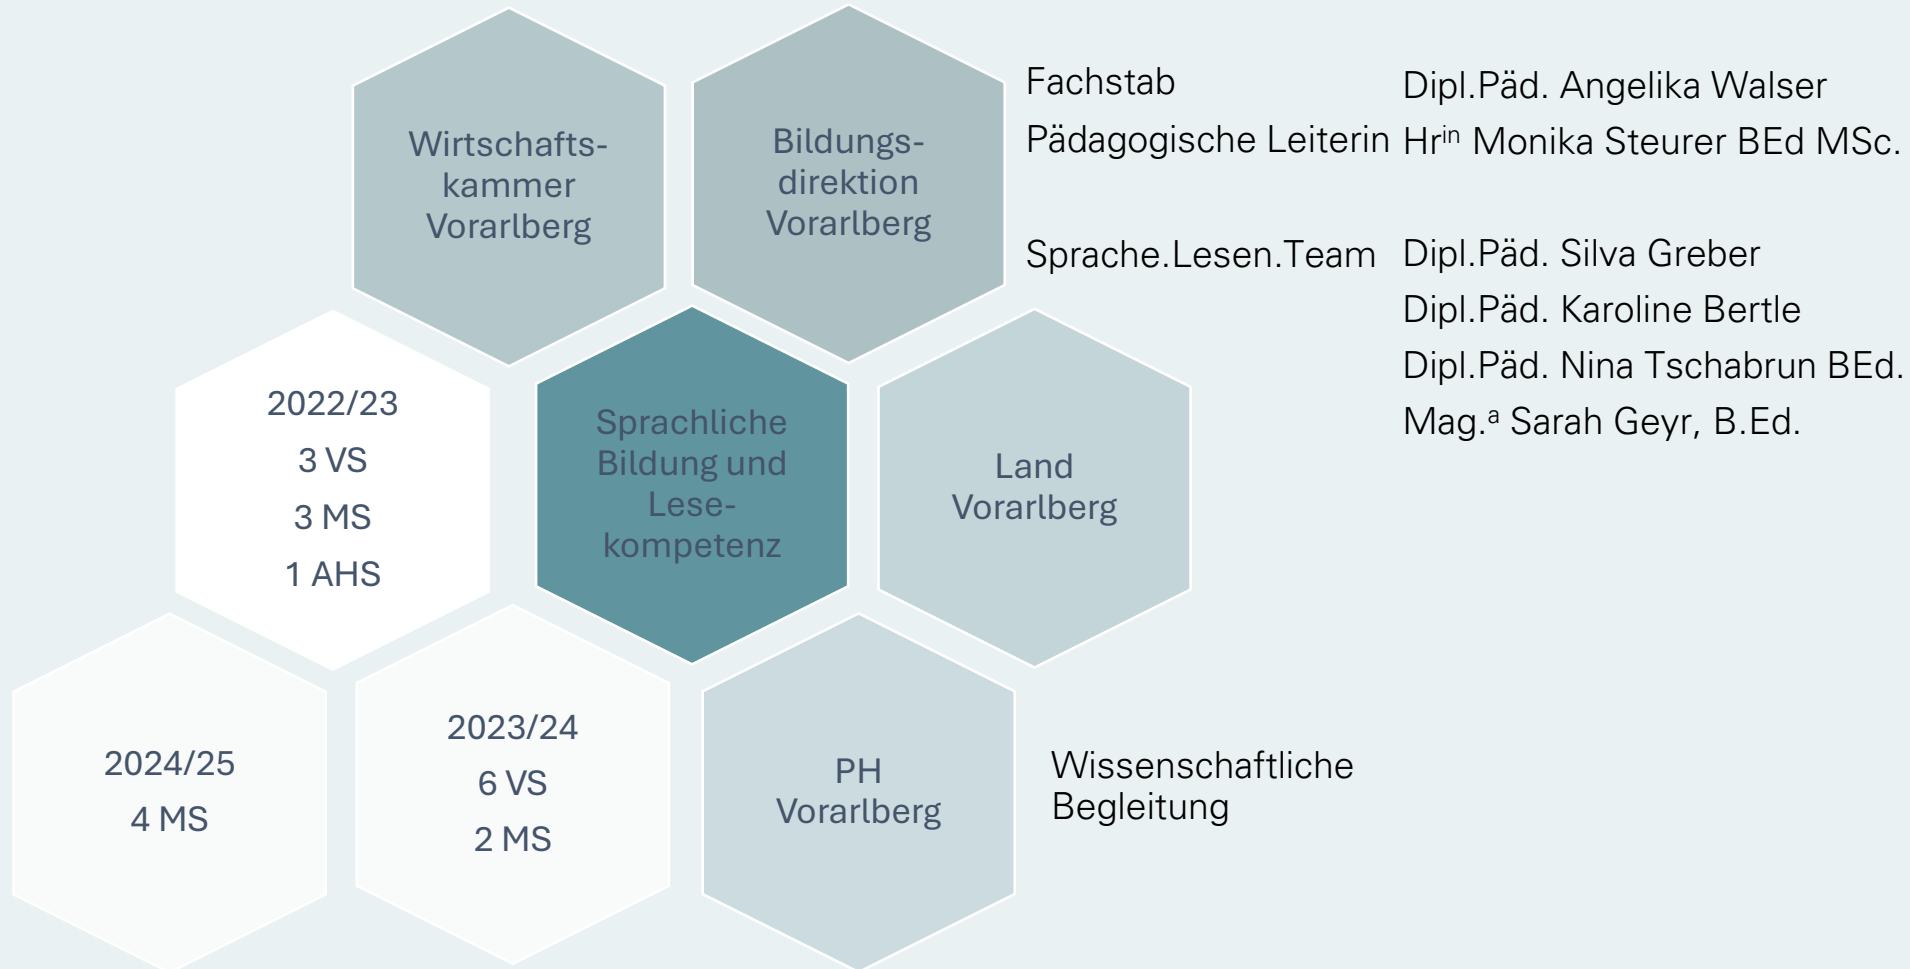 Wirtschafts-
kammer
Vorarlberg
Bildungs-
direktion
Vorarlberg
Fachstab Dipl.Päd. Angelika Walser
Pädagogische Leiterin Hrⁱⁿ Monika Steurer BEd MSc.
Sprache.Lesen.Team Dipl.Päd. Silva Greber
Dipl.Päd. Karoline Bertle
Dipl.Päd. Nina Tschabrun BEd.
Mag.ᵃ Sarah Geyr, B.Ed.
2022/23
3 VS
3 MS
1 AHS
Sprachliche
Bildung und
Lese-
kompetenz
Land
Vorarlberg
2024/25
4 MS
2023/24
6 VS
2 MS
PH
Vorarlberg
Wissenschaftliche
Begleitung